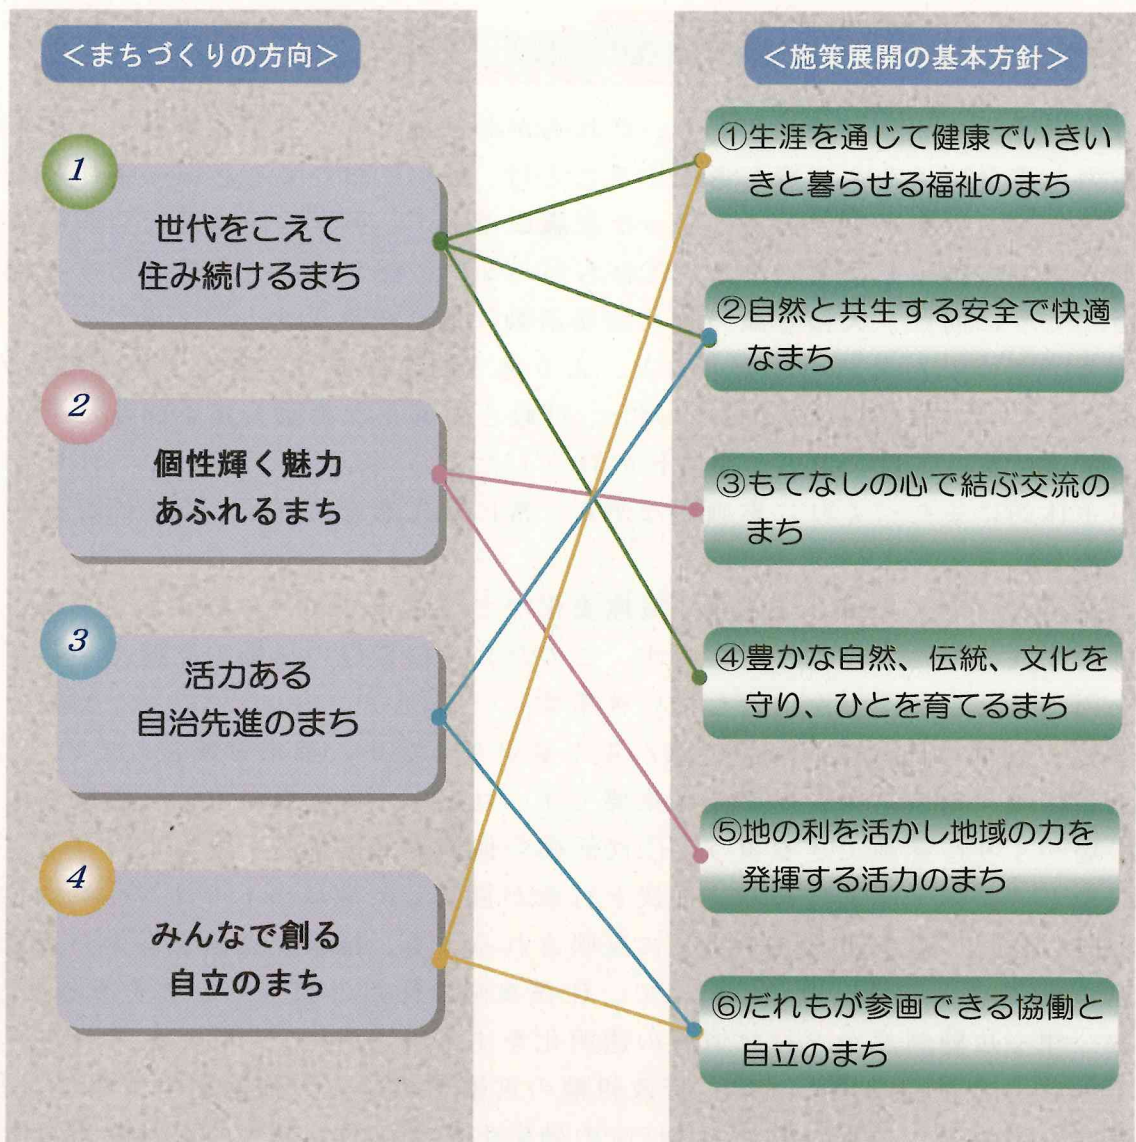 ＜まちづくりの方向＞
1
世代をこえて
住み続けるまち
2
個性輝く魅力
あふれるまち
3
活力ある
自治先進のまち
4
みんなで創る
自立のまち
＜施策展開の基本方針＞
①生涯を通じて健康でいきい
きと暮らせる福祉のまち
②自然と共生する安全で快適
なまち
③もてなしの心で結ぶ交流の
まち
④豊かな自然、伝統、文化を
守り、ひとを育てるまち
⑤地の利を活かし地域の力を
発揮する活力のまち
⑥だれもが参画できる協働と
自立のまち